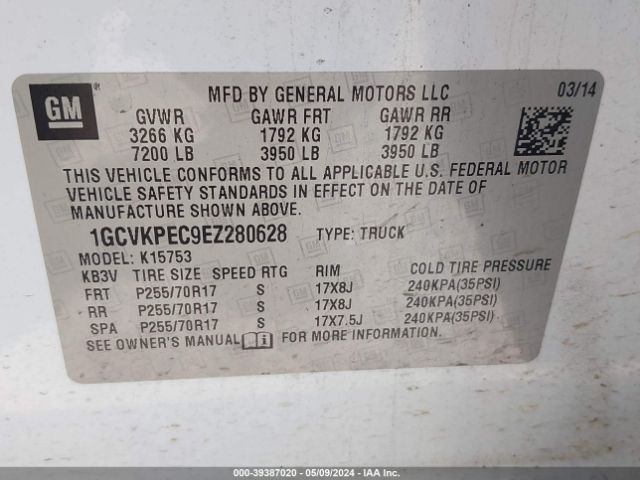 GM
MFD BY GENERAL MOTORS LLC
03/14
GVWR GAWR FRT GAWR RR
3266 KG 1792 KG 1792 KG
7200 LB 3950 LB 3950 LB
THIS VEHICLE CONFORMS TO ALL APPLICABLE U.S. FEDERAL MOTOR
VEHICLE SAFETY STANDARDS IN EFFECT ON THE DATE OF
MANUFACTURE SHOWN ABOVE.
1GCVKPEC9EZ280628 TYPE: TRUCK
MODEL: K15753
KB3V TIRE SIZE SPEED RTG RIM COLD TIRE PRESSURE
FRT P255/70R17 S 17X8J 240KPA(35PSI)
RR P255/70R17 S 17X8J 240KPA(35PSI)
SPA P255/70R17 S 17X7.5J 240KPA(35PSI)
SEE OWNER'S MANUAL FOR MORE INFORMATION.
000-39387020 - 05/09/2024 - IAA Inc.